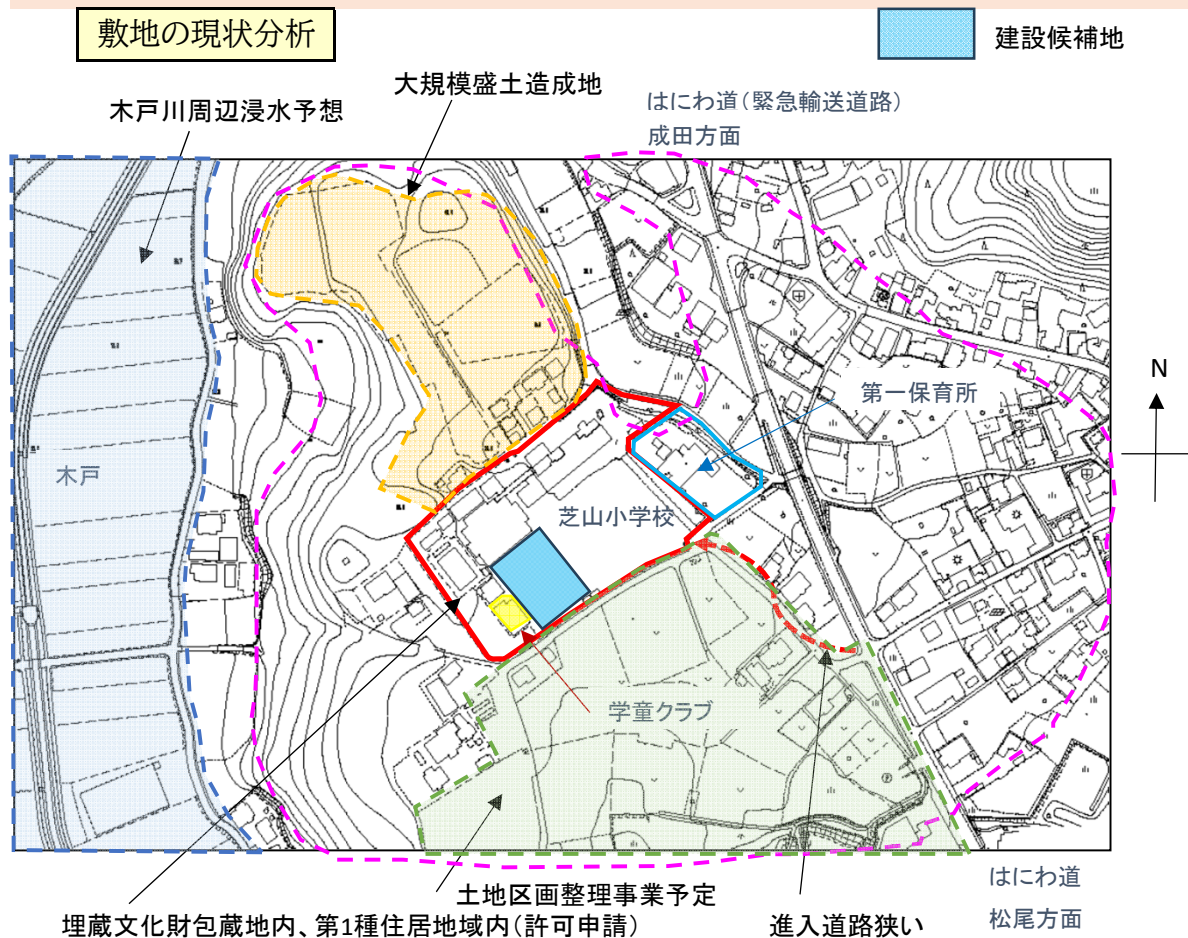 敷地の現状分析
建設候補地
大規模盛土造成地
木戸川周辺浸水予想
はにわ道(緊急輸送道路)
成田方面
N
第一保育所
木戸
芝山小学校
学童クラブ
土地区画整理事業予定
はにわ道
松尾方面
埋蔵文化財包蔵地内、第1種住居地域内(許可申請)
進入道路狭い